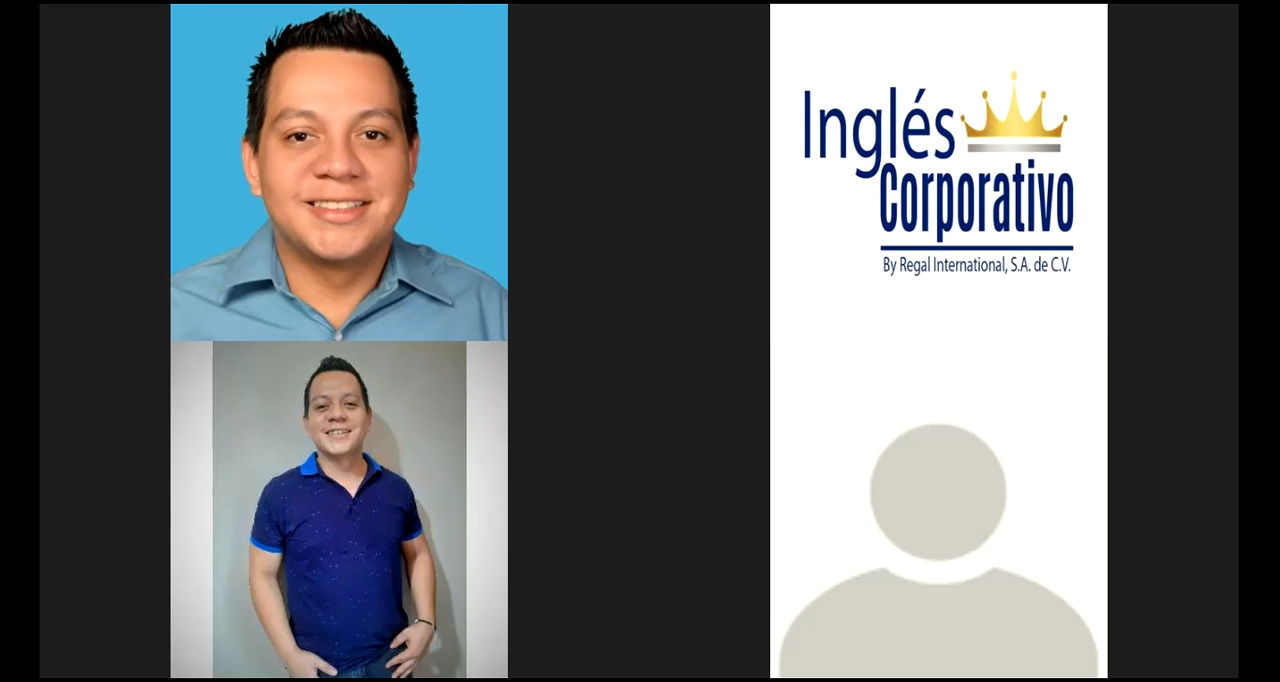 Inglés
Corporativo
By Regal International, S.A. de C.V.